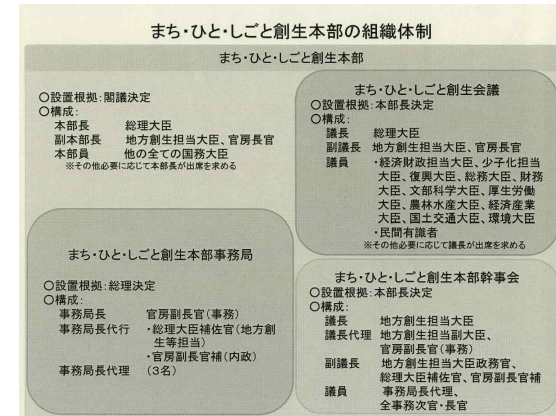 まち・ひと・しごと創生本部の組織体制
まち・ひと・しごと創生本部
○設置根拠:閣議決定
○構成:
本部長 総理大臣
副本部長 地方創生担当大臣、官房長官
本部員 他の全ての国務大臣
※その他必要に応じて本部長が出席を求める
まち・ひと・しごと創生会議
○設置根拠:本部長決定
○構成:
議長 総理大臣
副議長 地方創生担当大臣、官房長官
議員 ・経済財政担当大臣、少子化担当
大臣、復興大臣、総務大臣、財務
大臣、文部科学大臣、厚生労働
大臣、農林水産大臣、経済産業
大臣、国土交通大臣、環境大臣
・民間有識者
※その他必要に応じて議長が出席を求める
まち・ひと・しごと創生本部事務局
○設置根拠:総理決定
○構成:
事務局長 官房副長官(事務)
事務局長代行 ・総理大臣補佐官(地方創
生等担当)
・官房副長官補(内政)
事務局長代理 (3名)
まち・ひと・しごと創生本部幹事会
○設置根拠:本部長決定
○構成:
議長 地方創生担当大臣
議長代理 地方創生担当副大臣、
官房副長官(事務)
副議長 地方創生担当大臣政務官、
総理大臣補佐官、官房副長官補
議員 事務局長代理、
全事務次官・長官